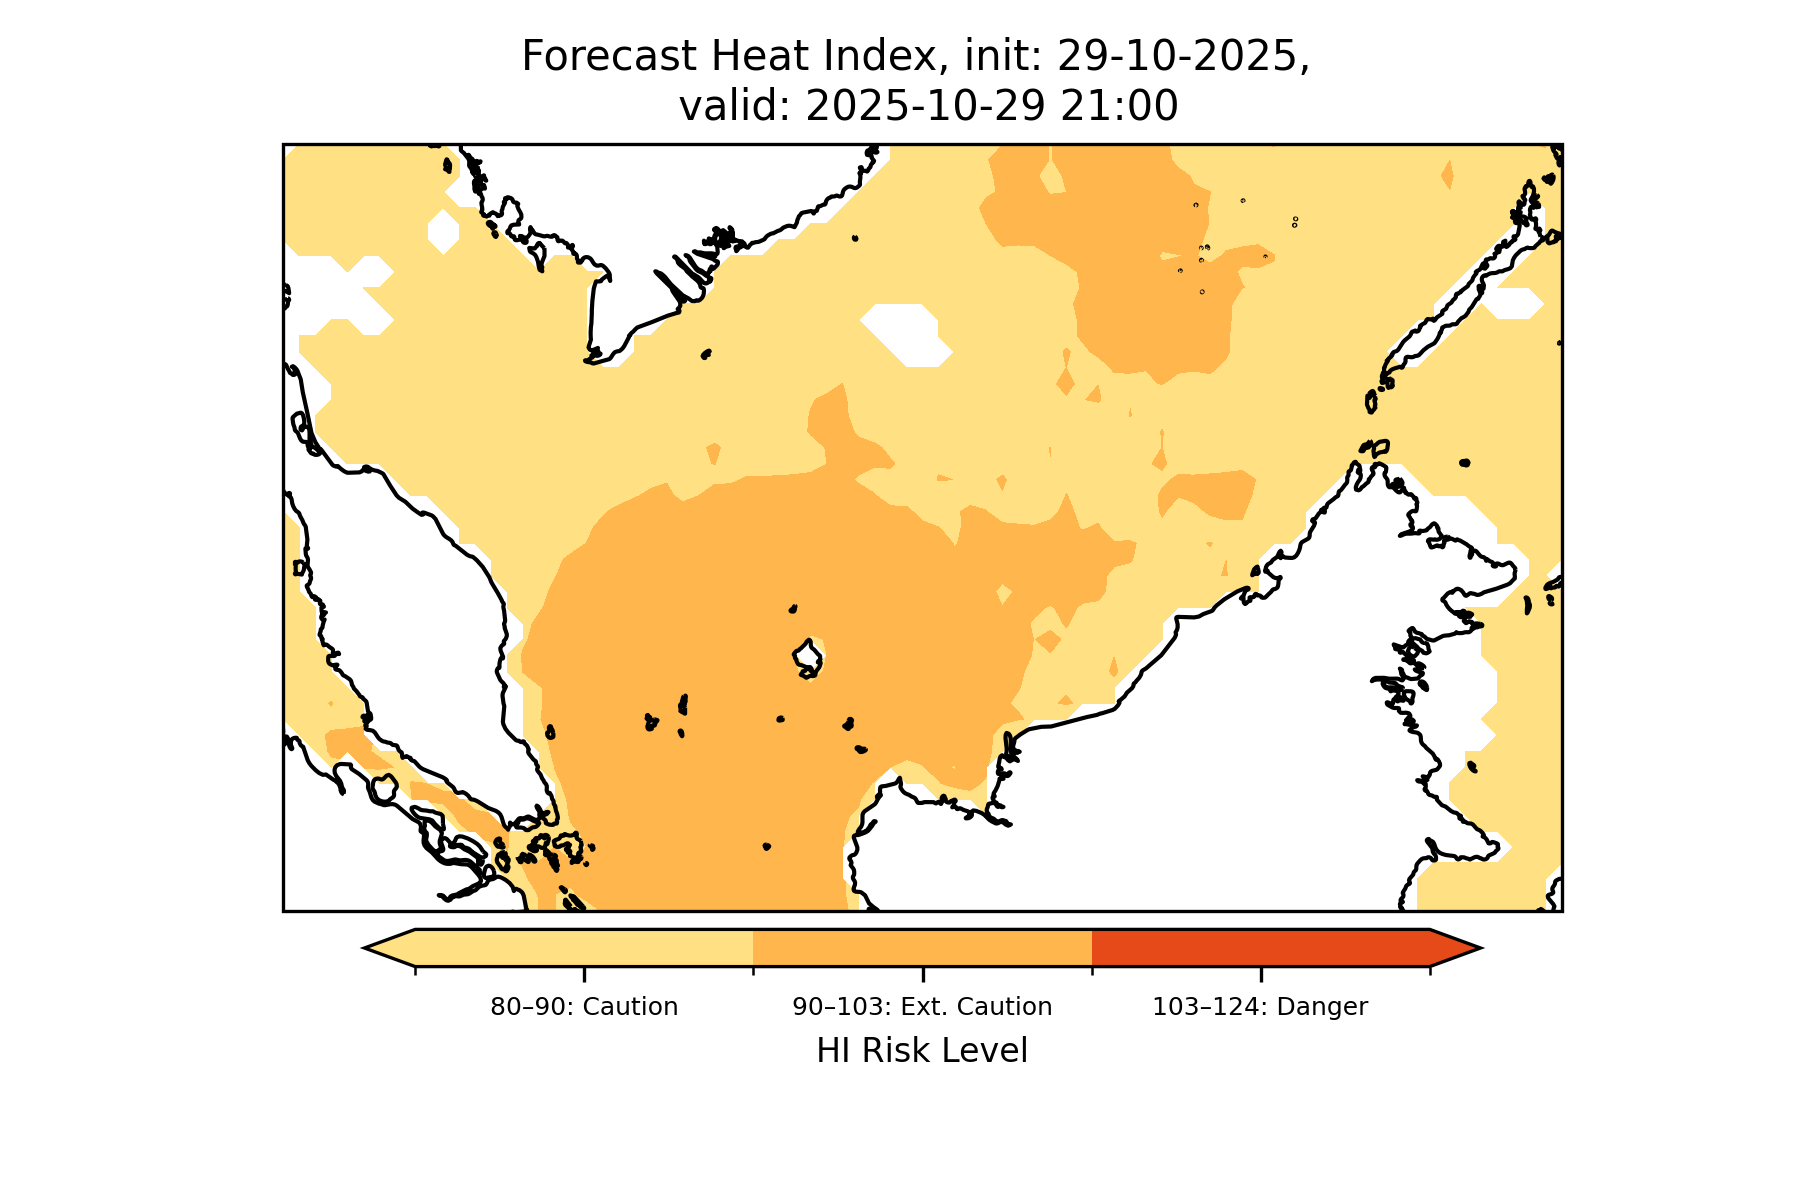 Forecast Heat Index, init: 29-10-2025,
valid: 2025-10-29 21:00
80–90: Caution
90–103: Ext. Caution
103–124: Danger
HI Risk Level